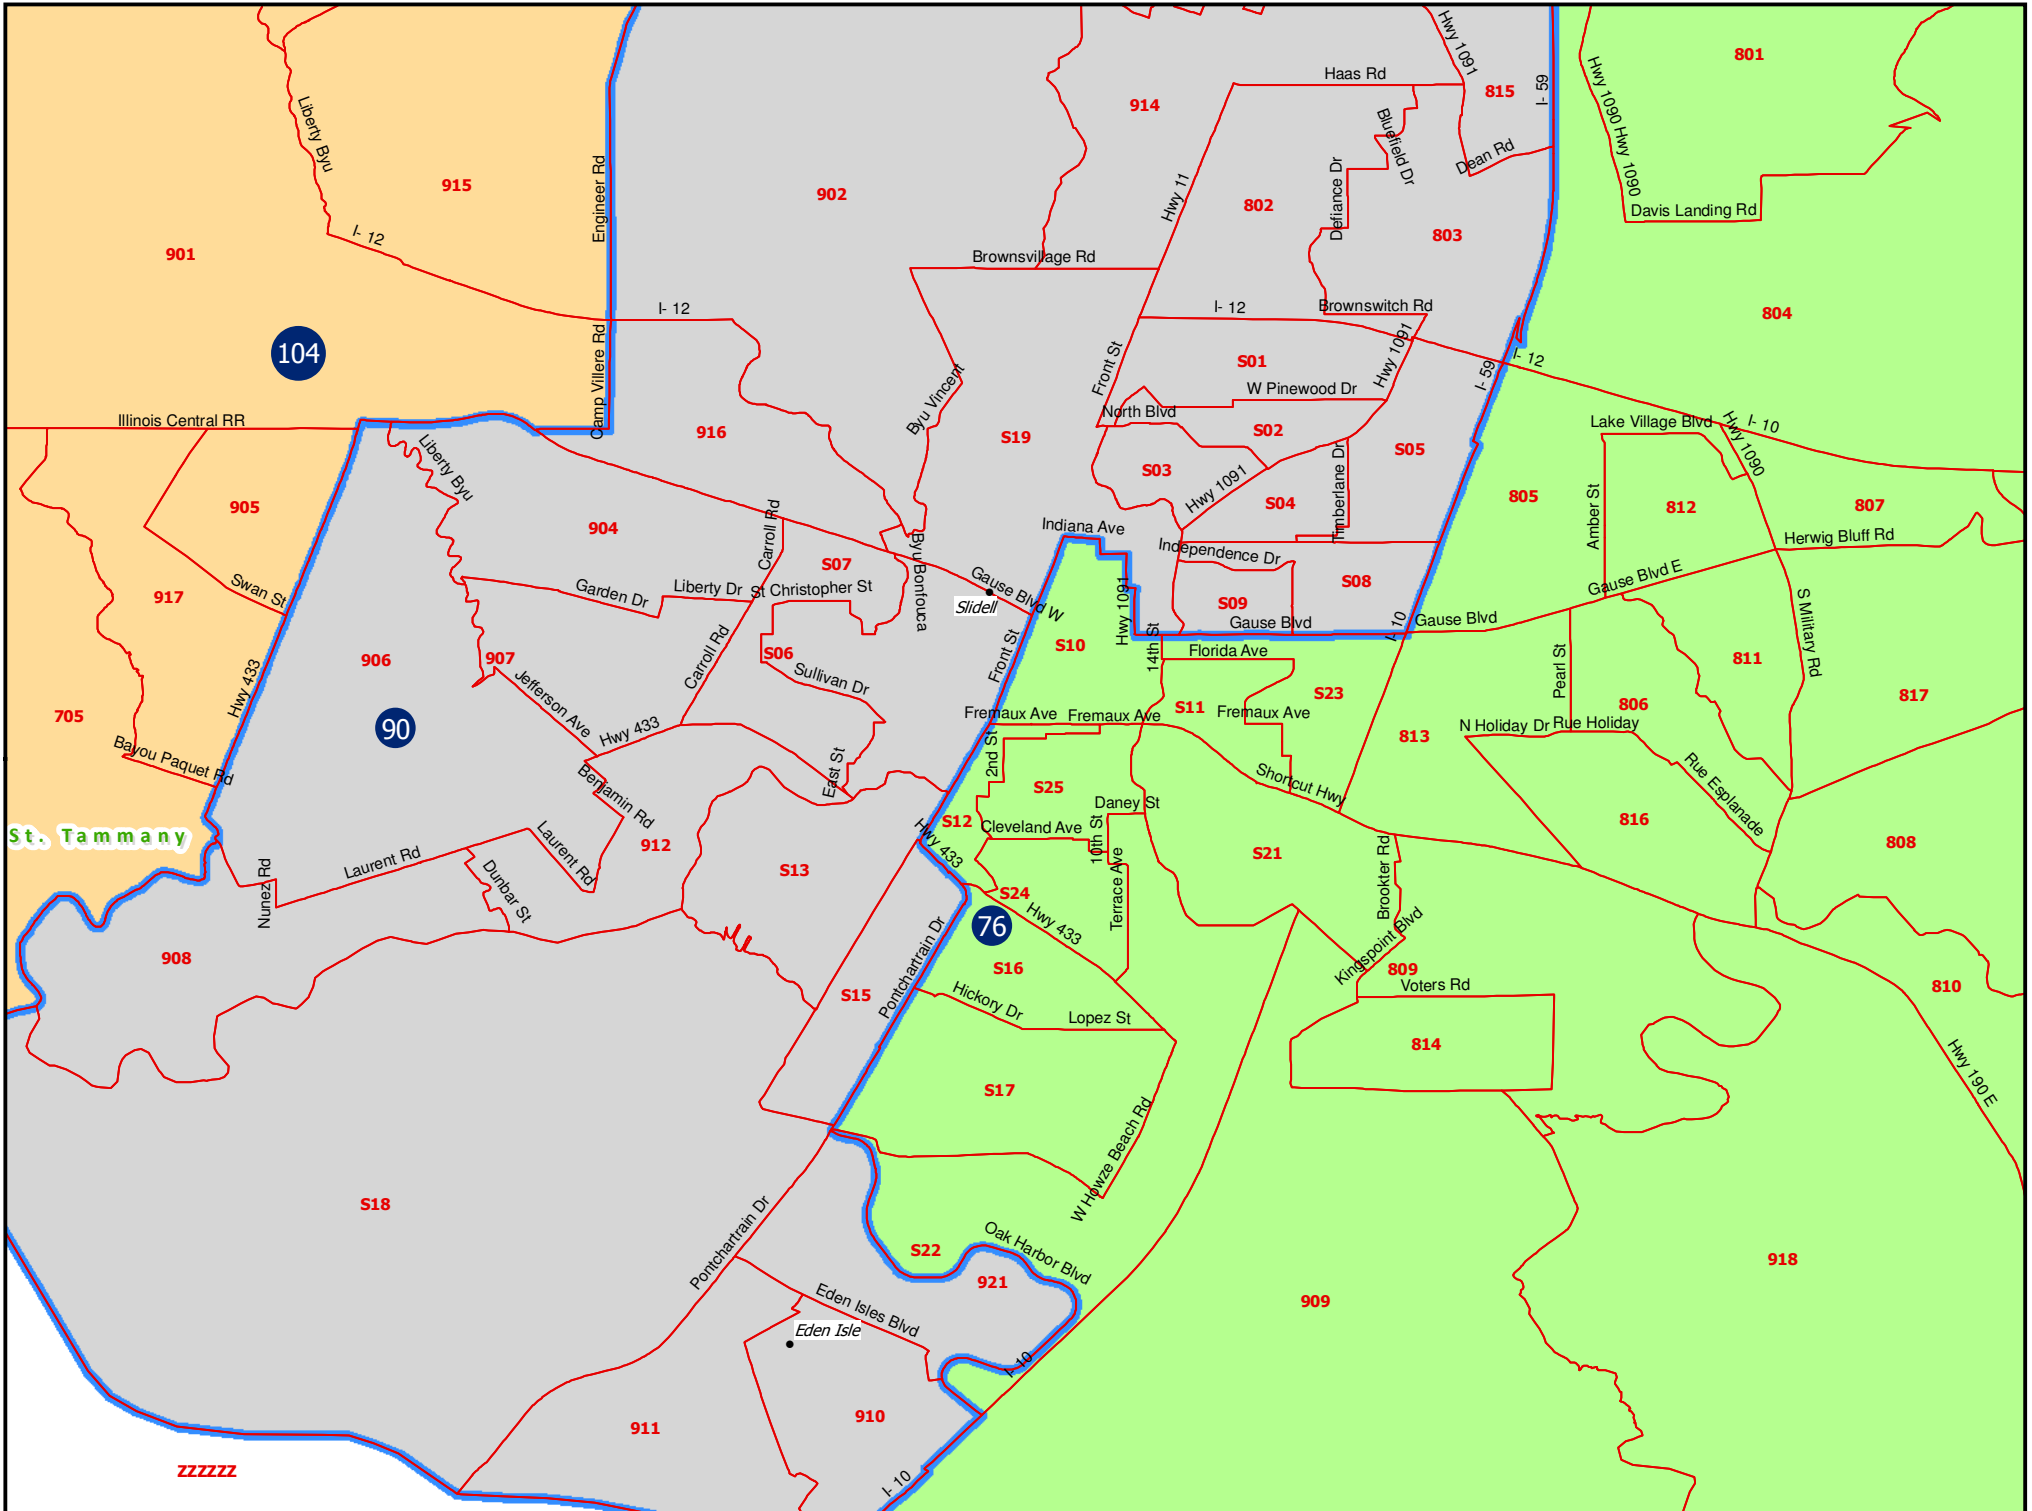 Hwy 1091
801
Haas Rd
815
I- 59
Hwy 1090
Hwy 1090
914
Liberty Byu
Bluefield Dr
Dean Rd
915
Engineer Rd
902
Hwy 11
802
Defiance Dr
803
Davis Landing Rd
901
I- 12
Brownsvillage Rd
I- 12
I- 12
Brownswitch Rd
804
104
Camp Villere Rd
Front St
S01
Hwy 1091
I- 59
I- 12
W Pinewood Dr
Byu Vincent
North Blvd
Illinois Central RR
916
S19
S02
Lake Village Blvd
Hwy 1090
I- 10
S03
S05
Liberty Byu
Hwy 1091
Timberlane Dr
905
S04
805
Amber St
812
807
904
Carroll Rd
Indiana Ave
Herwig Bluff Rd
Independence Dr
S07
Byu Bonfouca
Gause Blvd W
S08
Gause Blvd E
Swan St
917
Garden Dr
Liberty Dr
St Christopher St
Slidell
Hwy 1091
S09
Gause Blvd
I- 10
Gause Blvd
S Military Rd
906
907
Carroll Rd
S06
Front St
S10
14th St
Florida Ave
Pearl St
811
Hwy 433
Jefferson Ave
Sullivan Dr
S23
817
705
90
Hwy 433
Fremaux Ave
Fremaux Ave
S11
Fremaux Ave
813
N Holiday Dr
Rue Holiday
806
Bayou Paquet Rd
Benjamin Rd
East St
2nd St
S25
Shortcut Hwy
Rue Esplanade
Daney St
St. Tammany
912
S12
Cleveland Ave
10th St
816
808
Laurent Rd
Laurent Rd
Hwy 433
S21
Brookter Rd
Nunez Rd
Dunbar St
S13
S24
Terrace Ave
Hwy 433
76
Kingspoint Blvd
908
Pontchartrain Dr
S16
809
Voters Rd
810
S15
Hickory Dr
Lopez St
814
Hwy 190 E
S17
W Howze Beach Rd
S18
Pontchartrain Dr
S22
Oak Harbor Blvd
918
921
Eden Isles Blvd
909
Eden Isle
I- 10
911
910
zzzzzz
I- 10